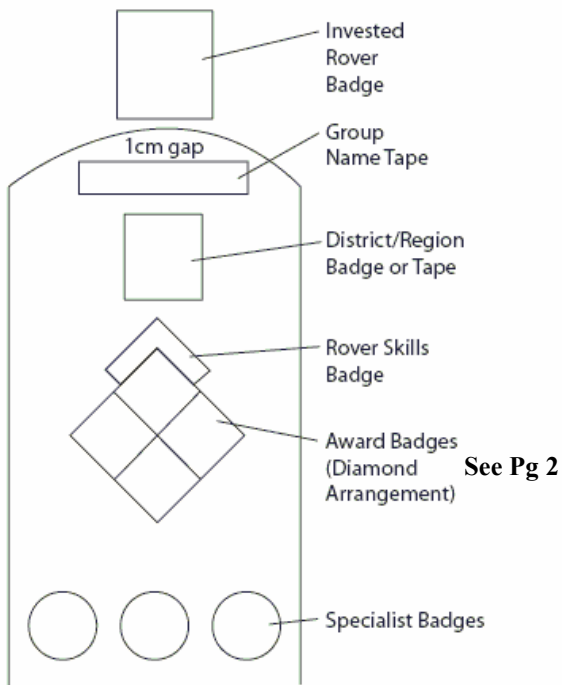 Invested
Rover
Badge
1cm gap
Group
Name Tape
District/Region
Badge or Tape
Rover Skills
Badge
Award Badges
(Diamond
Arrangement)
See Pg 2
Specialist Badges